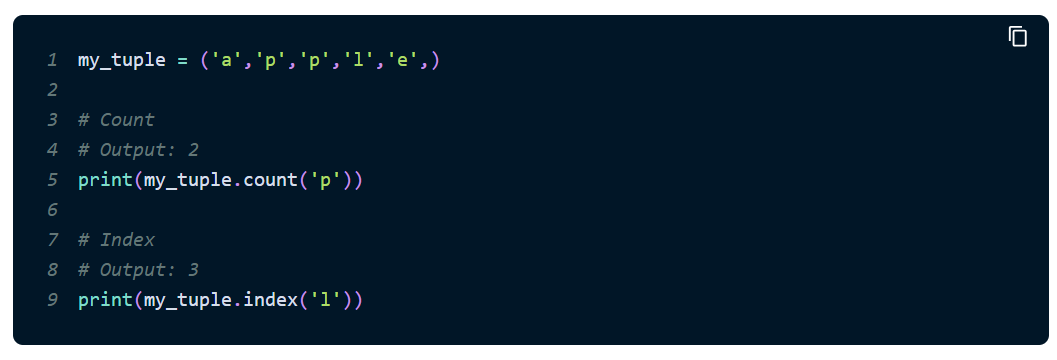 1 my_tuple = ('a','p','p','l','e',)
2
3 # Count
4 # Output: 2
5 print(my_tuple.count('p'))
6
7 # Index
8 # Output: 3
9 print(my_tuple.index('l'))